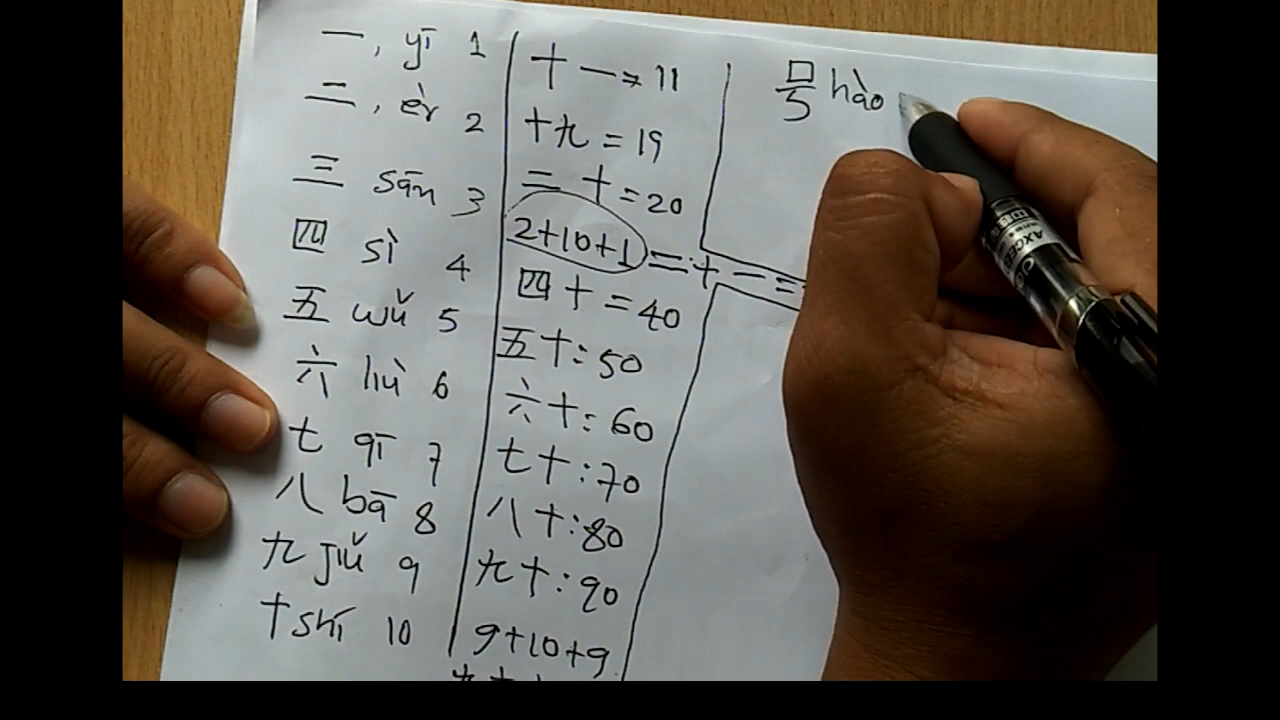 一, yī 1
二, èr 2
三 sān 3
四 sì 4
五 wǔ 5
六 liù 6
七 qī 7
八 bā 8
九 jiǔ 9
十 shí 10
十一 → 11
十九 = 19
二十 = 20
2+10+1 = 二十一 =
四十 = 40
五十: 50
六十: 60
七十: 70
八十: 80
九十: 90
9+10+9
九十
号 hào